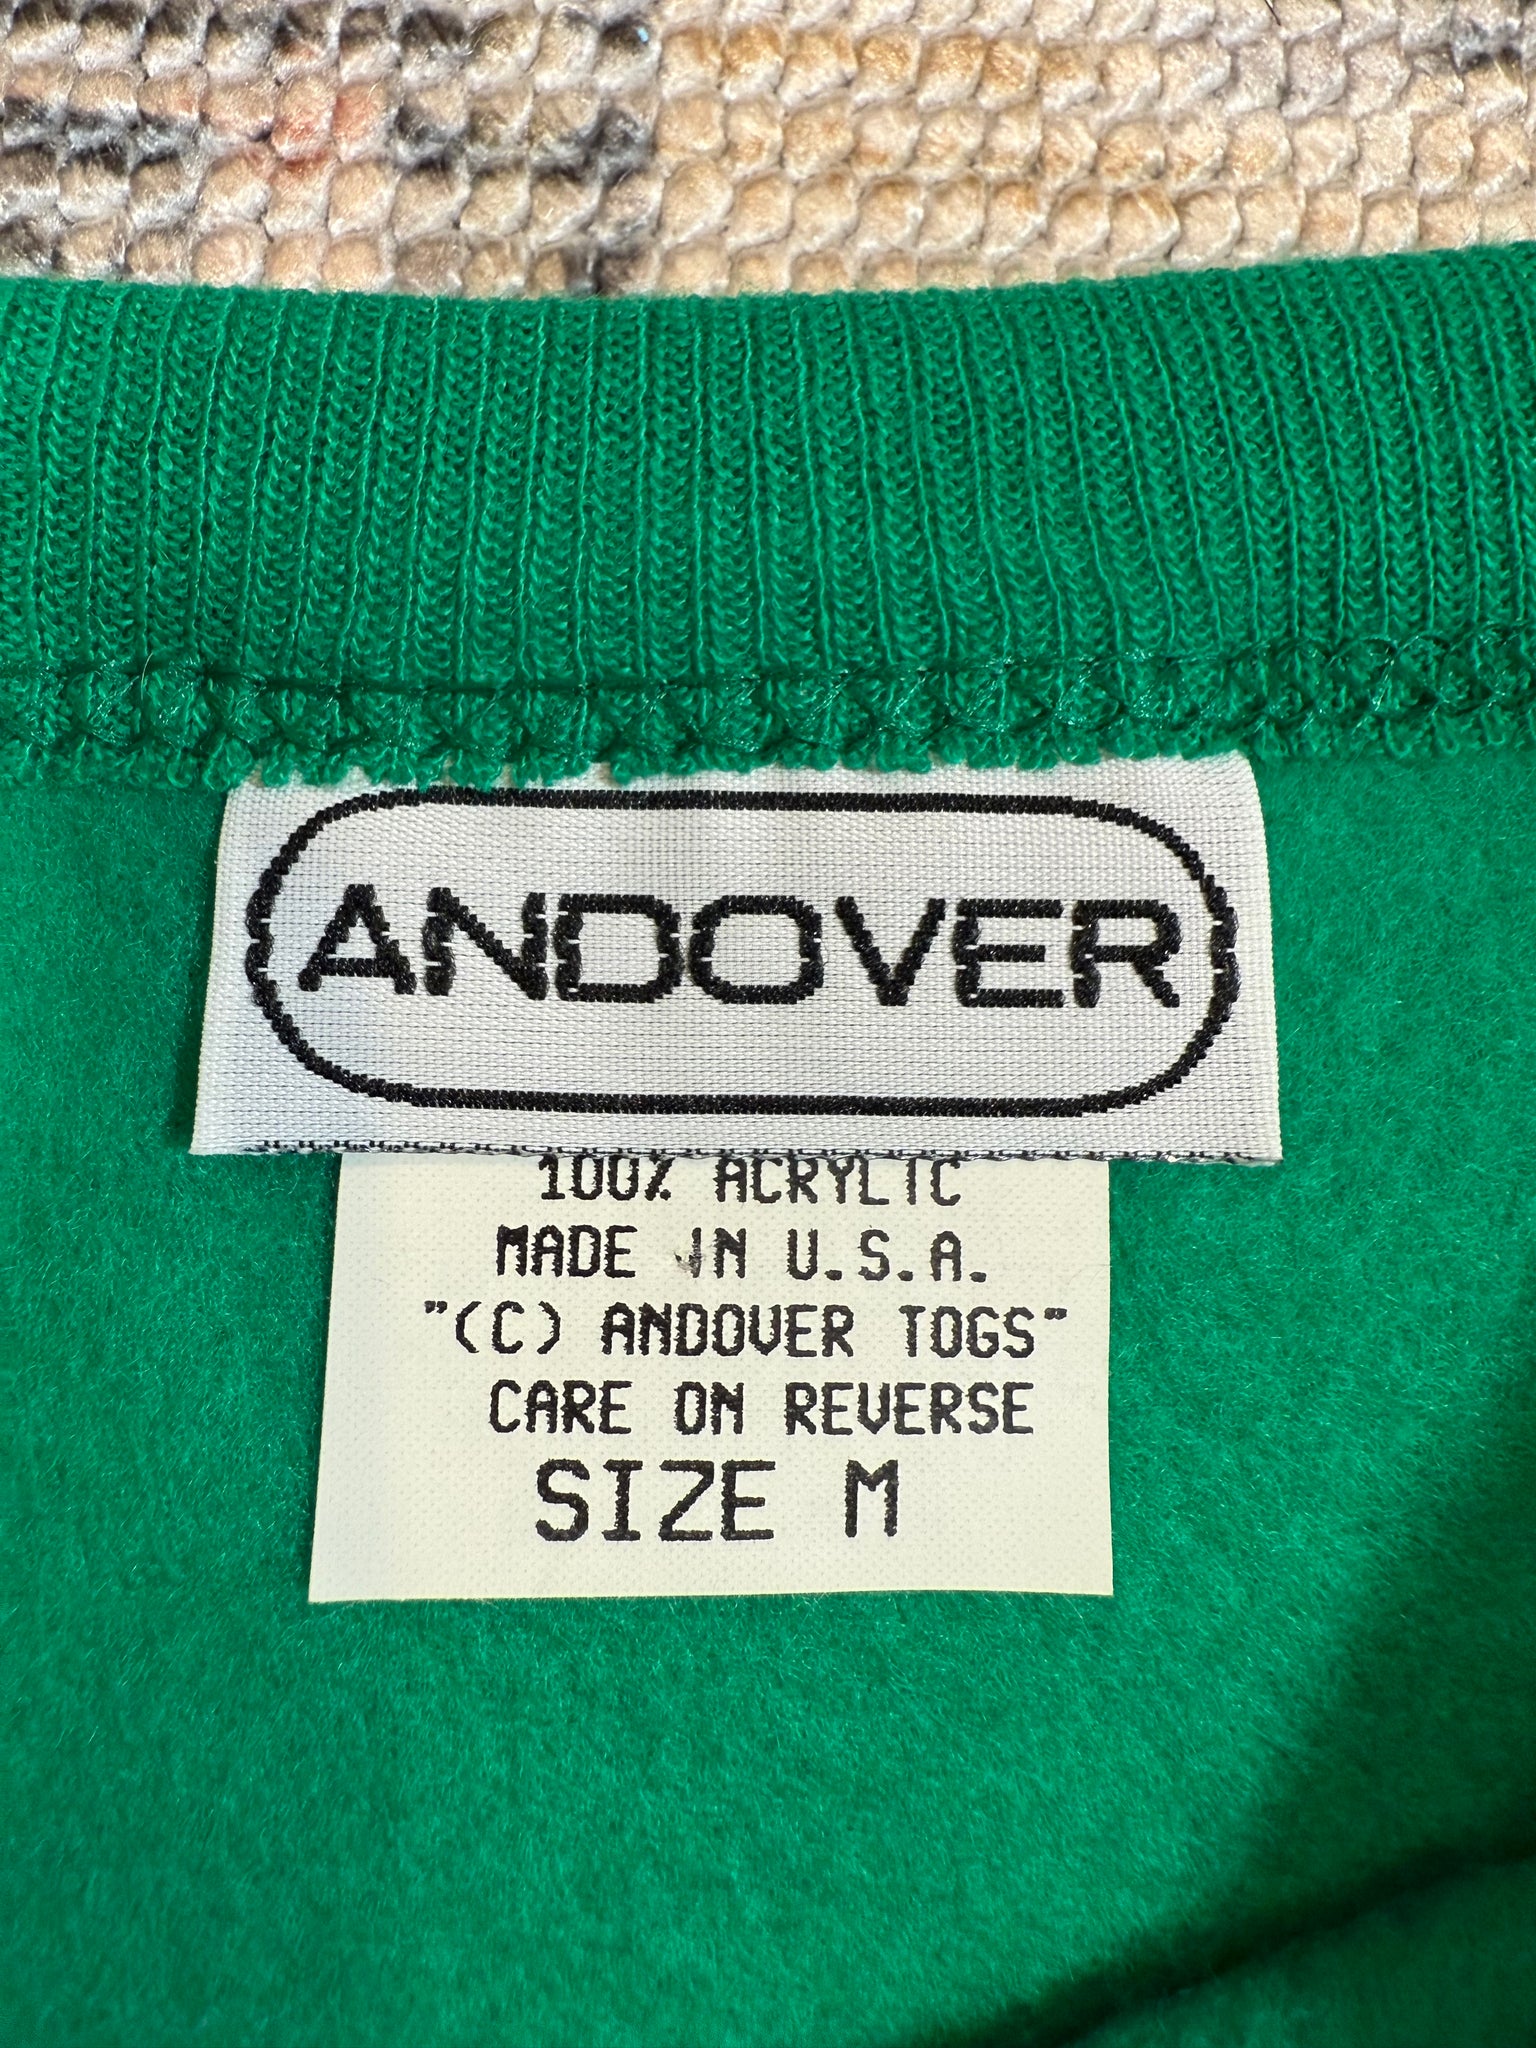 ANDOVER
100% ACRYLIC
MADE IN U.S.A.
"(C) ANDOVER TOGS"
CARE ON REVERSE
SIZE M